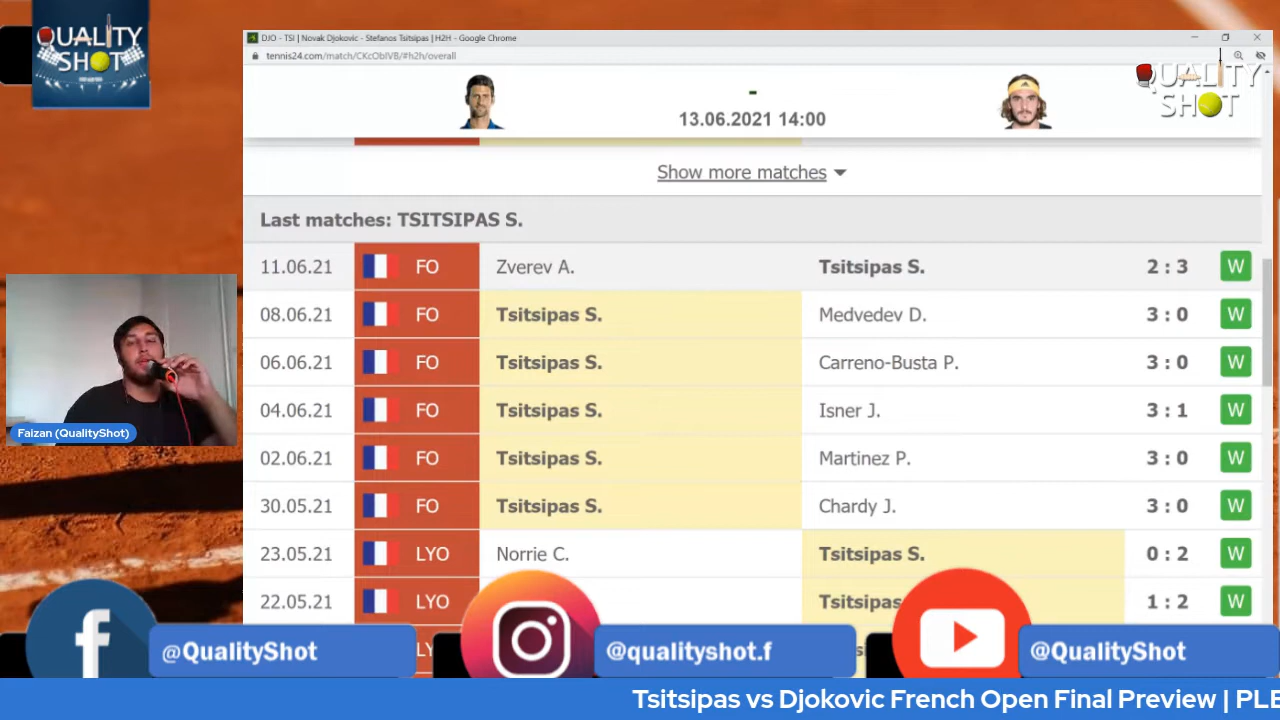 QUALITY
SHOT
DJO - TSI | Novak Djokovic - Stefanos Tsitsipas | H2H - Google Chrome
tennis24.com/match/CKcObIVB/#h2h/overall
-
13.06.2021 14:00
QUALITY
SHOT
Show more matches
Last matches: TSITSIPAS S.
11.06.21 FO Zverev A. Tsitsipas S. 2 : 3 W
08.06.21 FO Tsitsipas S. Medvedev D. 3 : 0 W
06.06.21 FO Tsitsipas S. Carreno-Busta P. 3 : 0 W
04.06.21 FO Tsitsipas S. Isner J. 3 : 1 W
02.06.21 FO Tsitsipas S. Martinez P. 3 : 0 W
30.05.21 FO Tsitsipas S. Chardy J. 3 : 0 W
23.05.21 LYO Norrie C. Tsitsipas S. 0 : 2 W
22.05.21 LYO Tsitsipas 1 : 2 W
Faizan (QualityShot)
@QualityShot
@qualityshot.f
@QualityShot
Tsitsipas vs Djokovic French Open Final Preview | PLE